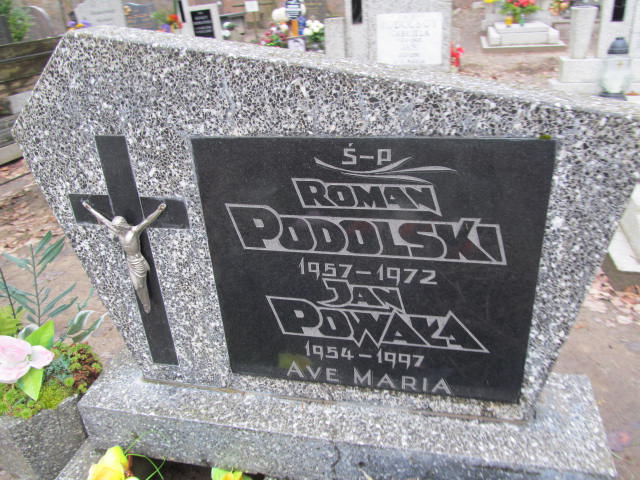 Ś-P
ROMAN
PODOLSKI
1957-1972
JAN
POWAŁA
1954-1997
AVE MARIA